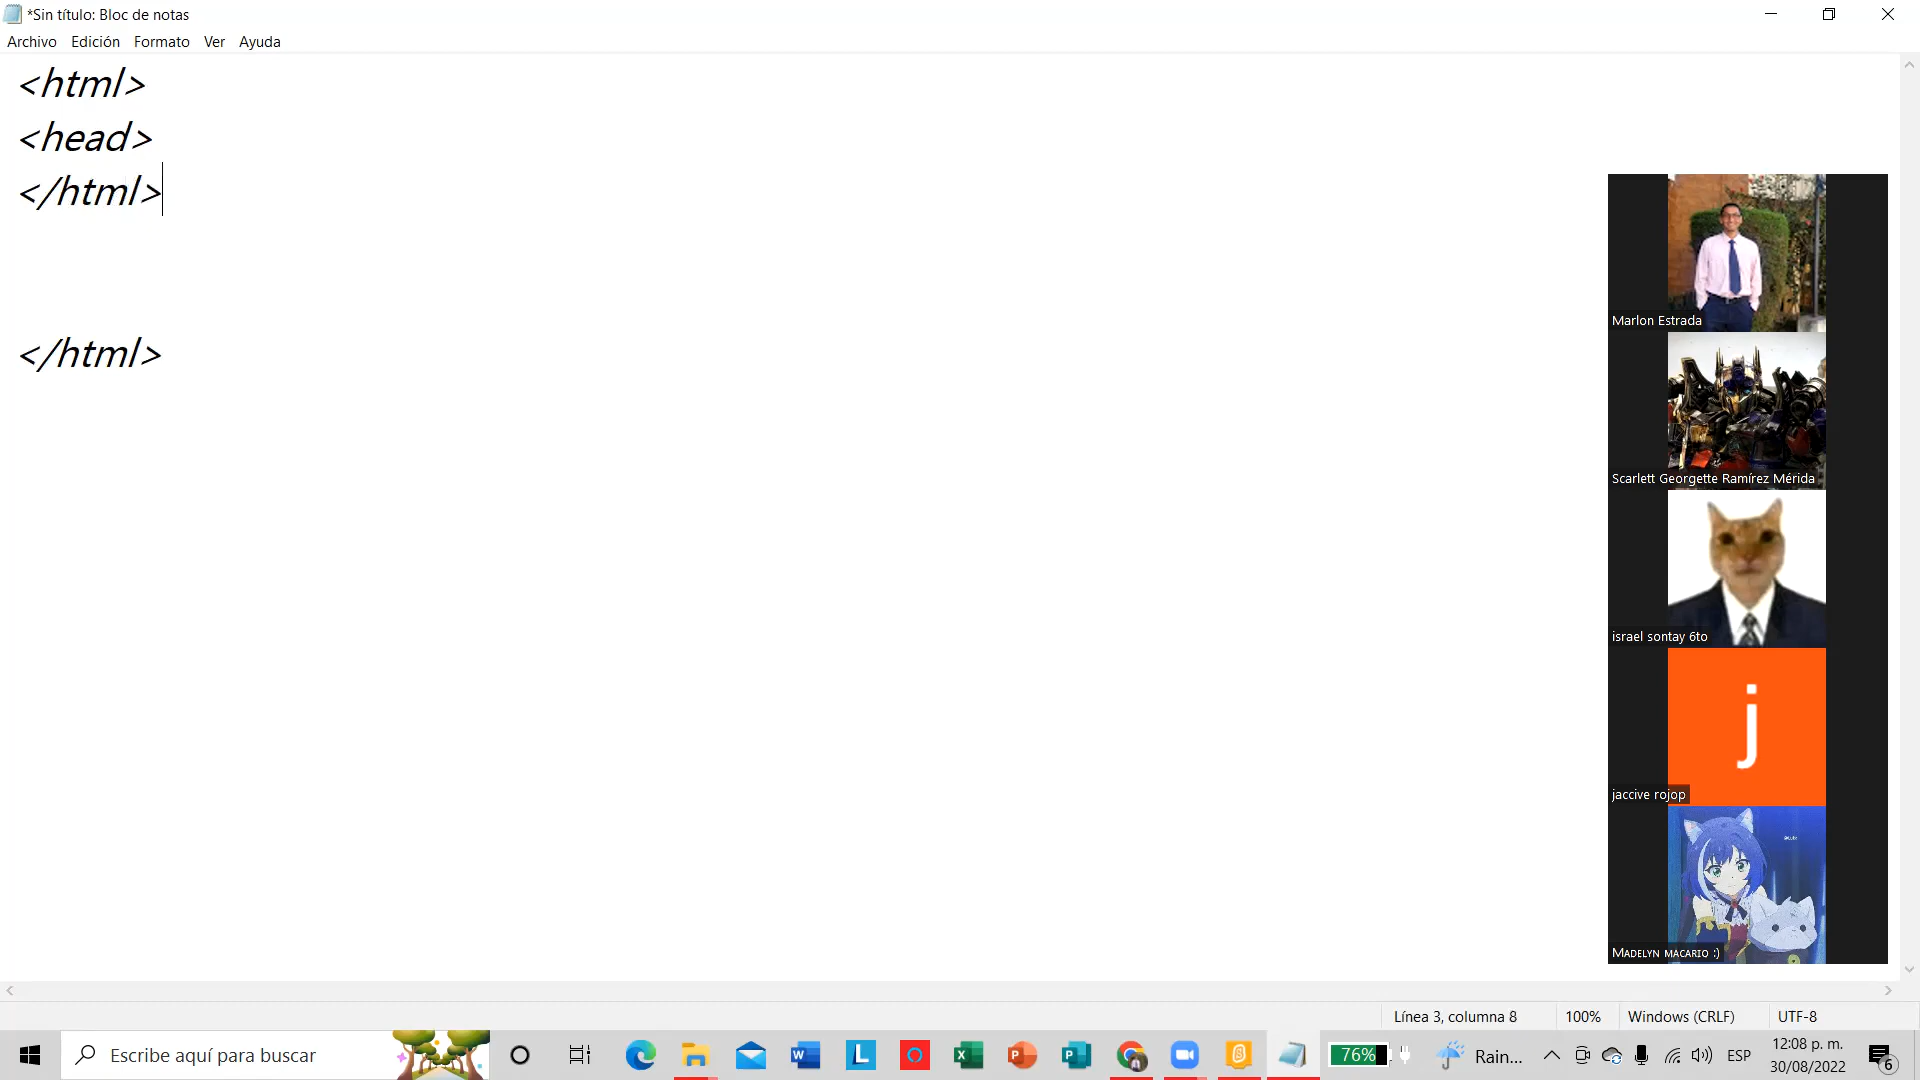 *Sin título: Bloc de notas
Archivo Edición Formato Ver Ayuda
<html>
<head>
</html>
</html>
Marlon Estrada
Scarlett Georgette Ramírez Mérida
israel sontay 6to
j
jaccive rojop
Madelyn macario :)
Línea 3, columna 8 100% Windows (CRLF) UTF-8
Escribe aquí para buscar
76%
Rain...
ESP
12:08 p. m.
30/08/2022
6